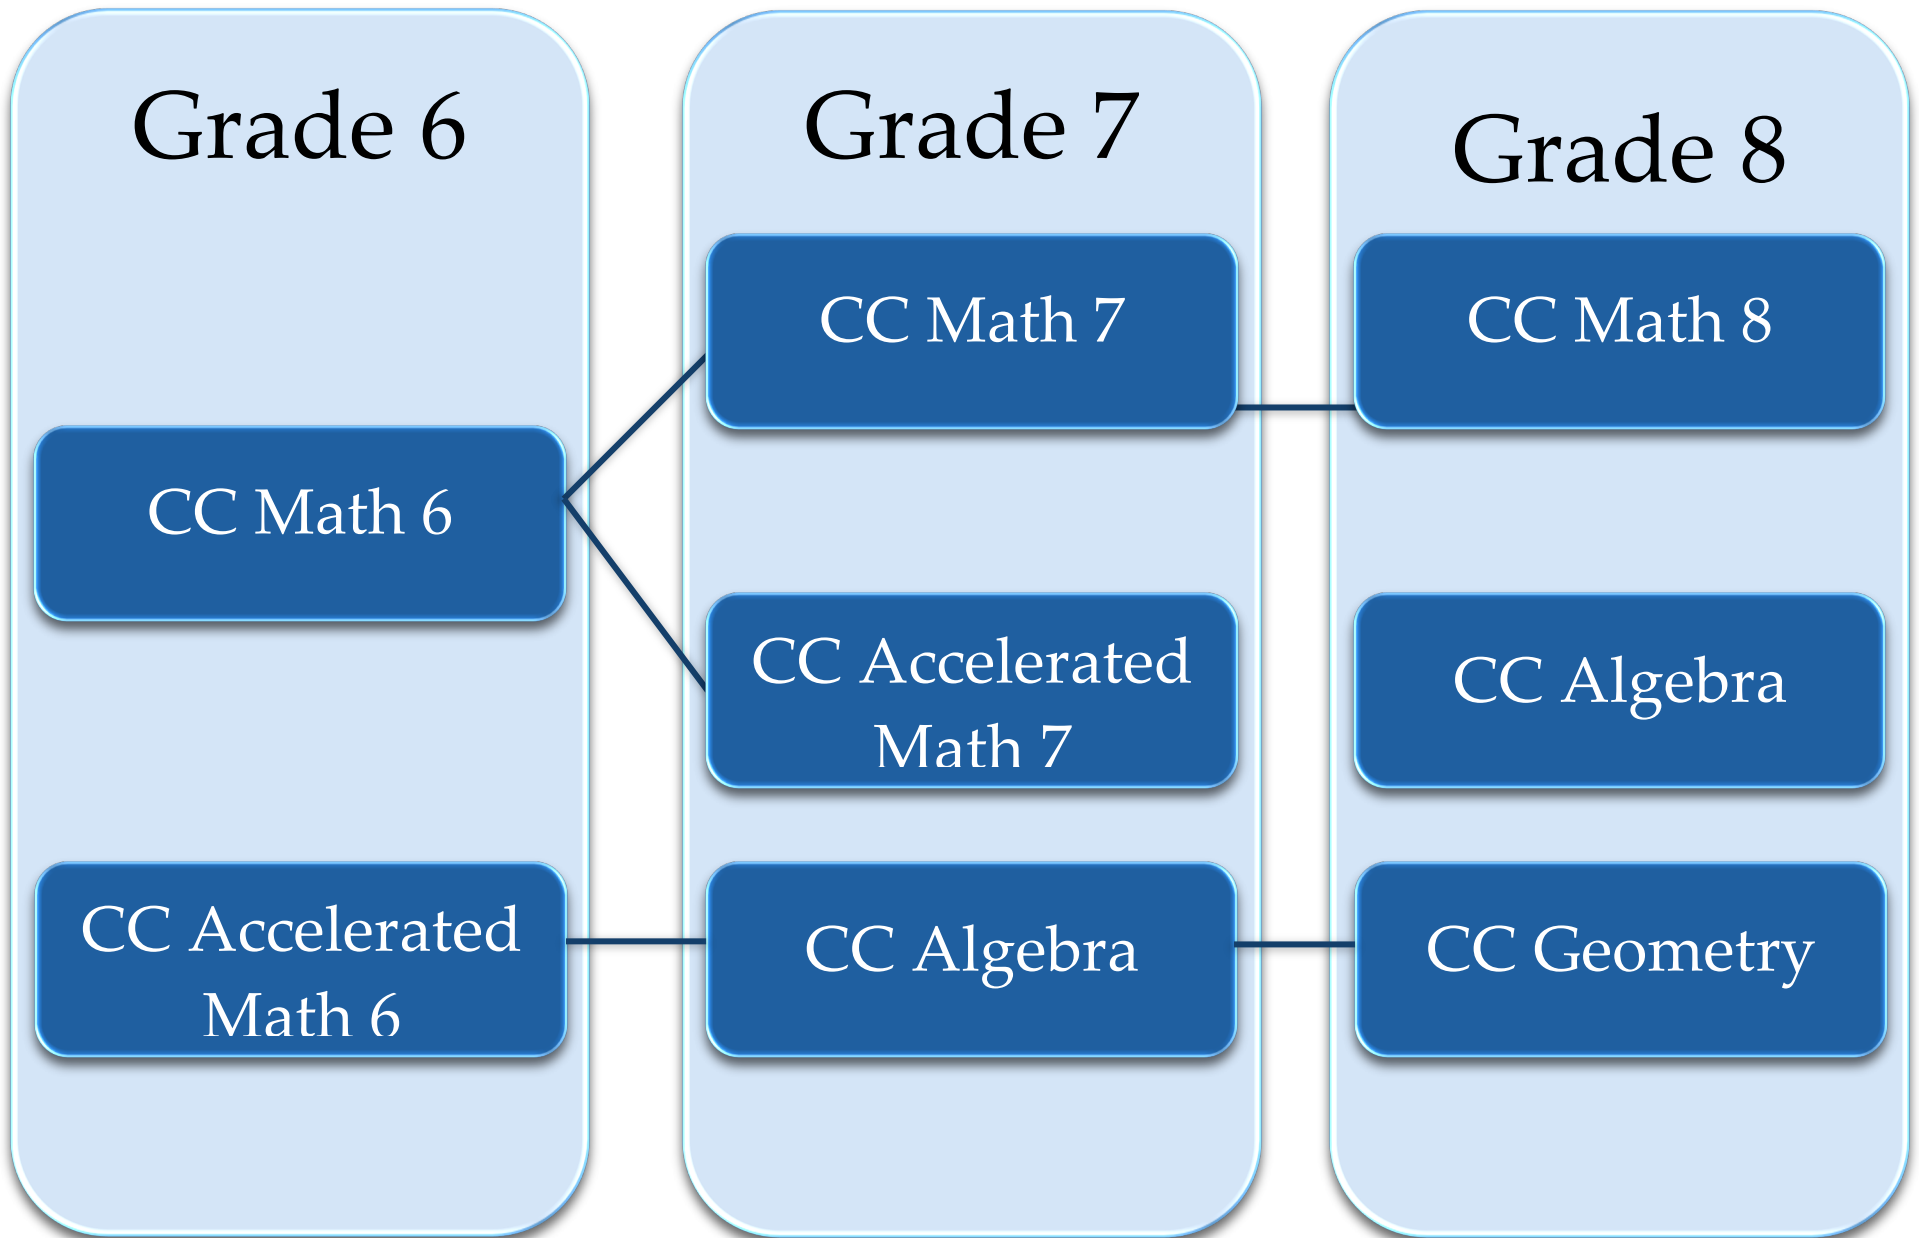 Grade 6
Grade 7
Grade 8
CC Math 6
CC Accelerated
Math 6
CC Math 7
CC Accelerated
Math 7
CC Algebra
CC Math 8
CC Algebra
CC Geometry